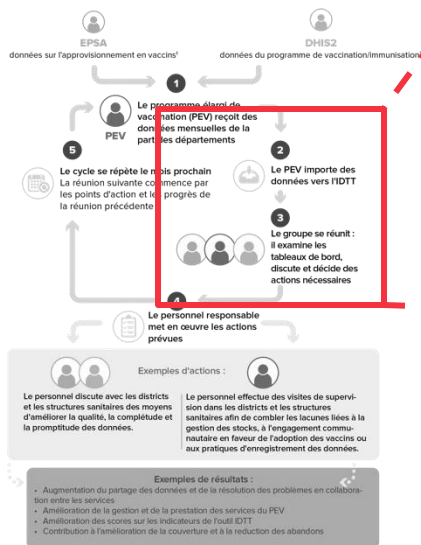 EPSA
données sur l'approvisionnement en vaccins¹
DHIS2
données du programme de vaccination/immunisation
1
Le programme élargi de
vaccination (PEV) reçoit des
données mensuelles de la
part des départements
PEV
2
Le PEV importe des
données vers l'IDTT
3
Le groupe se réunit :
il examine les
tableaux de bord,
discute et décide des
actions nécessaires
4
Le personnel responsable
met en œuvre les actions
prévues
5
Le cycle se répète le mois prochain
La réunion suivante commence par
les points d'action et les progrès de
la réunion précédente
Exemples d'actions :
Le personnel discute avec les districts
et les structures sanitaires des moyens
d'améliorer la qualité, la complétude et
la promptitude des données.
Le personnel effectue des visites de supervi-
sion dans les districts et les structures
sanitaires afin de combler les lacunes liées à la
gestion des stocks, à l'engagement commu-
nautaire en faveur de l'adoption des vaccins ou
aux pratiques d'enregistrement des données.
Exemples de résultats :
• Augmentation du partage des données et de la résolution des problèmes en collabora-
tion entre les services
• Amélioration de la gestion et de la prestation des services du PEV
• Amélioration des scores sur les indicateurs de l'outil IDTT
• Contribution à l'amélioration de la couverture et à la reduction des abandons